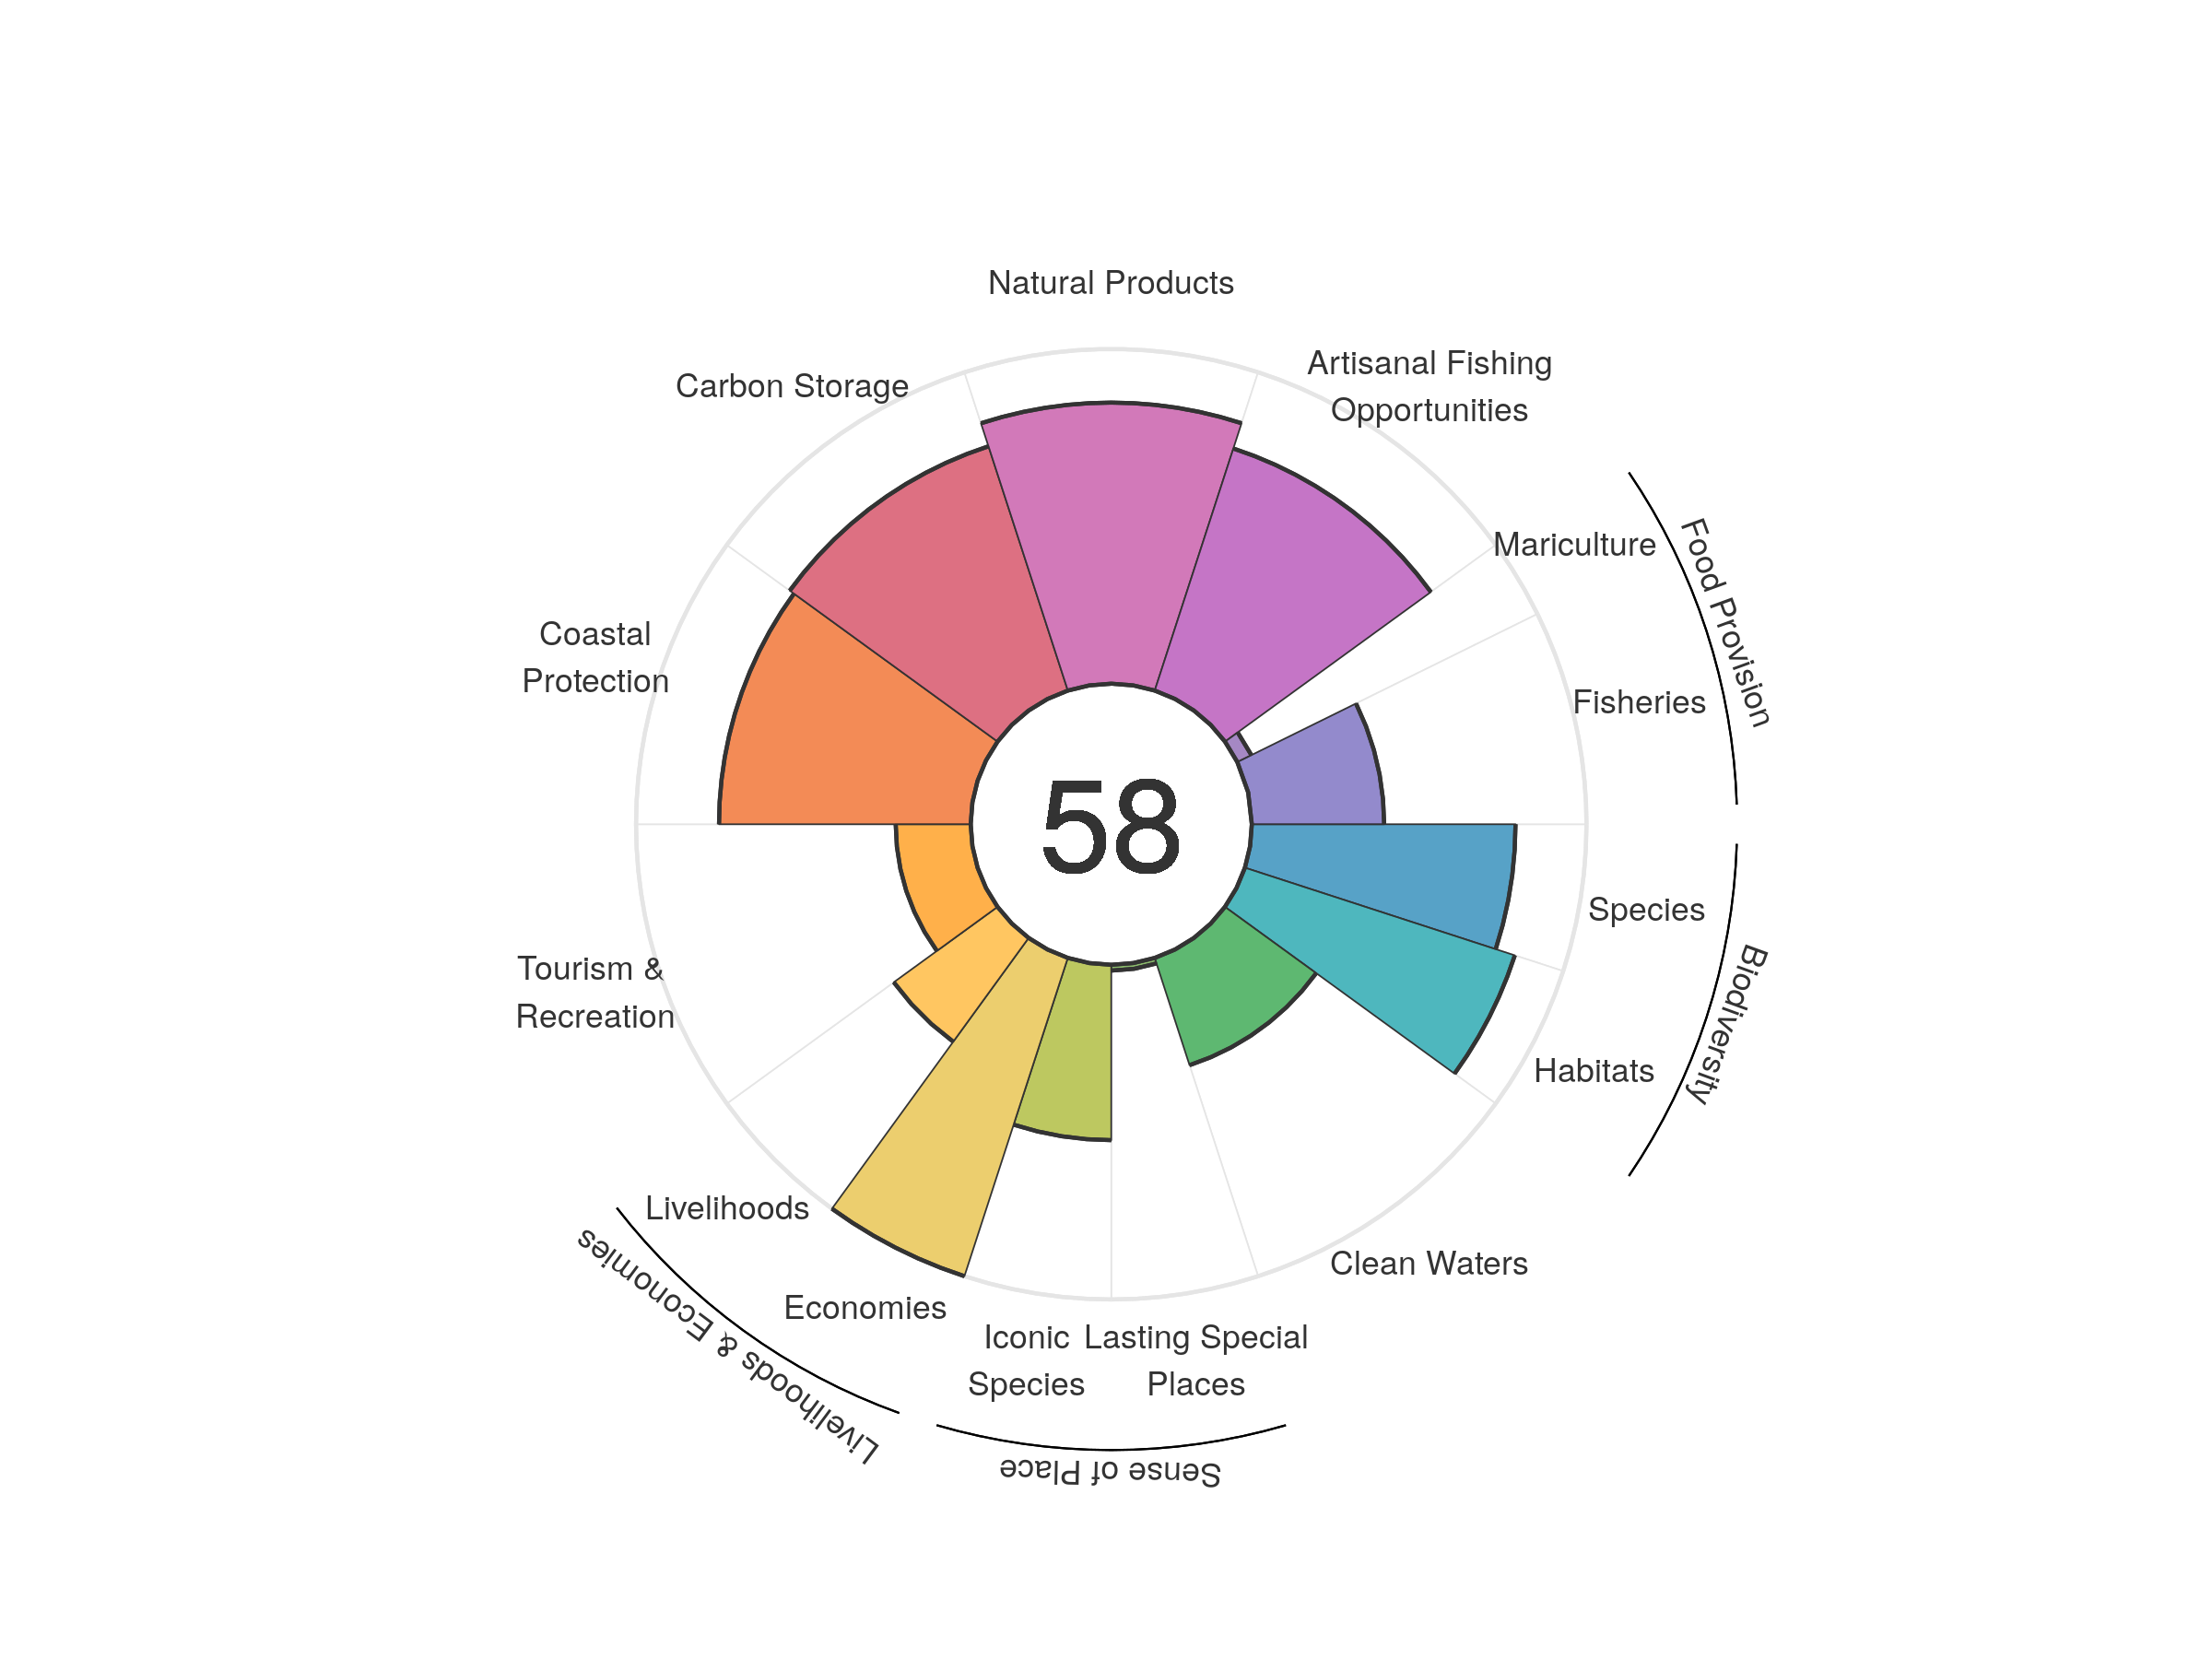 Natural Products
Artisanal Fishing
Opportunities
Carbon Storage
Mariculture
Food Provision
Coastal
Protection
Fisheries
58
Species
Biodiversity
Tourism &
Recreation
Habitats
Livelihoods
Clean Waters
Livelihoods & Economies
Economies
Iconic
Species
Lasting Special
Places
Sense of Place